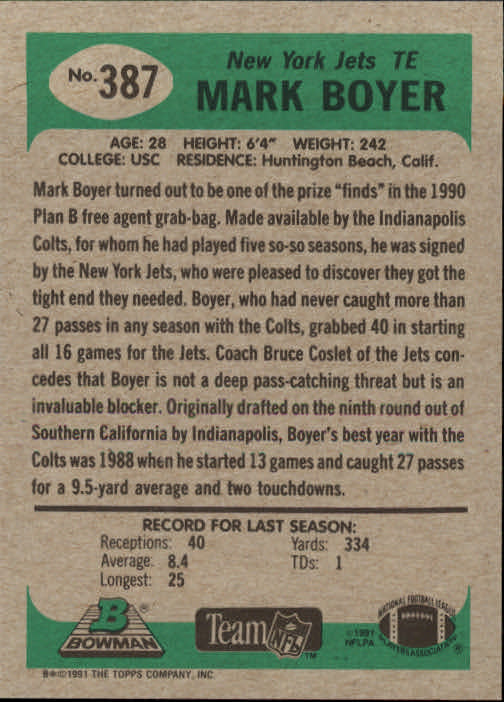 No. 387
New York Jets TE
MARK BOYER
AGE: 28 HEIGHT: 6'4" WEIGHT: 242
COLLEGE: USC RESIDENCE: Huntington Beach, Calif.
Mark Boyer turned out to be one of the prize "finds" in the 1990
Plan B free agent grab-bag. Made available by the Indianapolis
Colts, for whom he had played five so-so seasons, he was signed
by the New York Jets, who were pleased to discover they got the
tight end they needed. Boyer, who had never caught more than
27 passes in any season with the Colts, grabbed 40 in starting
all 16 games for the Jets. Coach Bruce Coslet of the Jets con-
cedes that Boyer is not a deep pass-catching threat but is an
invaluable blocker. Originally drafted on the ninth round out of
Southern California by Indianapolis, Boyer's best year with the
Colts was 1988 when he started 13 games and caught 27 passes
for a 9.5-yard average and two touchdowns.
RECORD FOR LAST SEASON:
Receptions: 40 Yards: 334
Average: 8.4 TDs: 1
Longest: 25
B ® BOWMAN
Team NFL ™
©1991 NFLPA
NATIONAL FOOTBALL LEAGUE PLAYERS ASSOCIATION ®
B*©1991 THE TOPPS COMPANY, INC